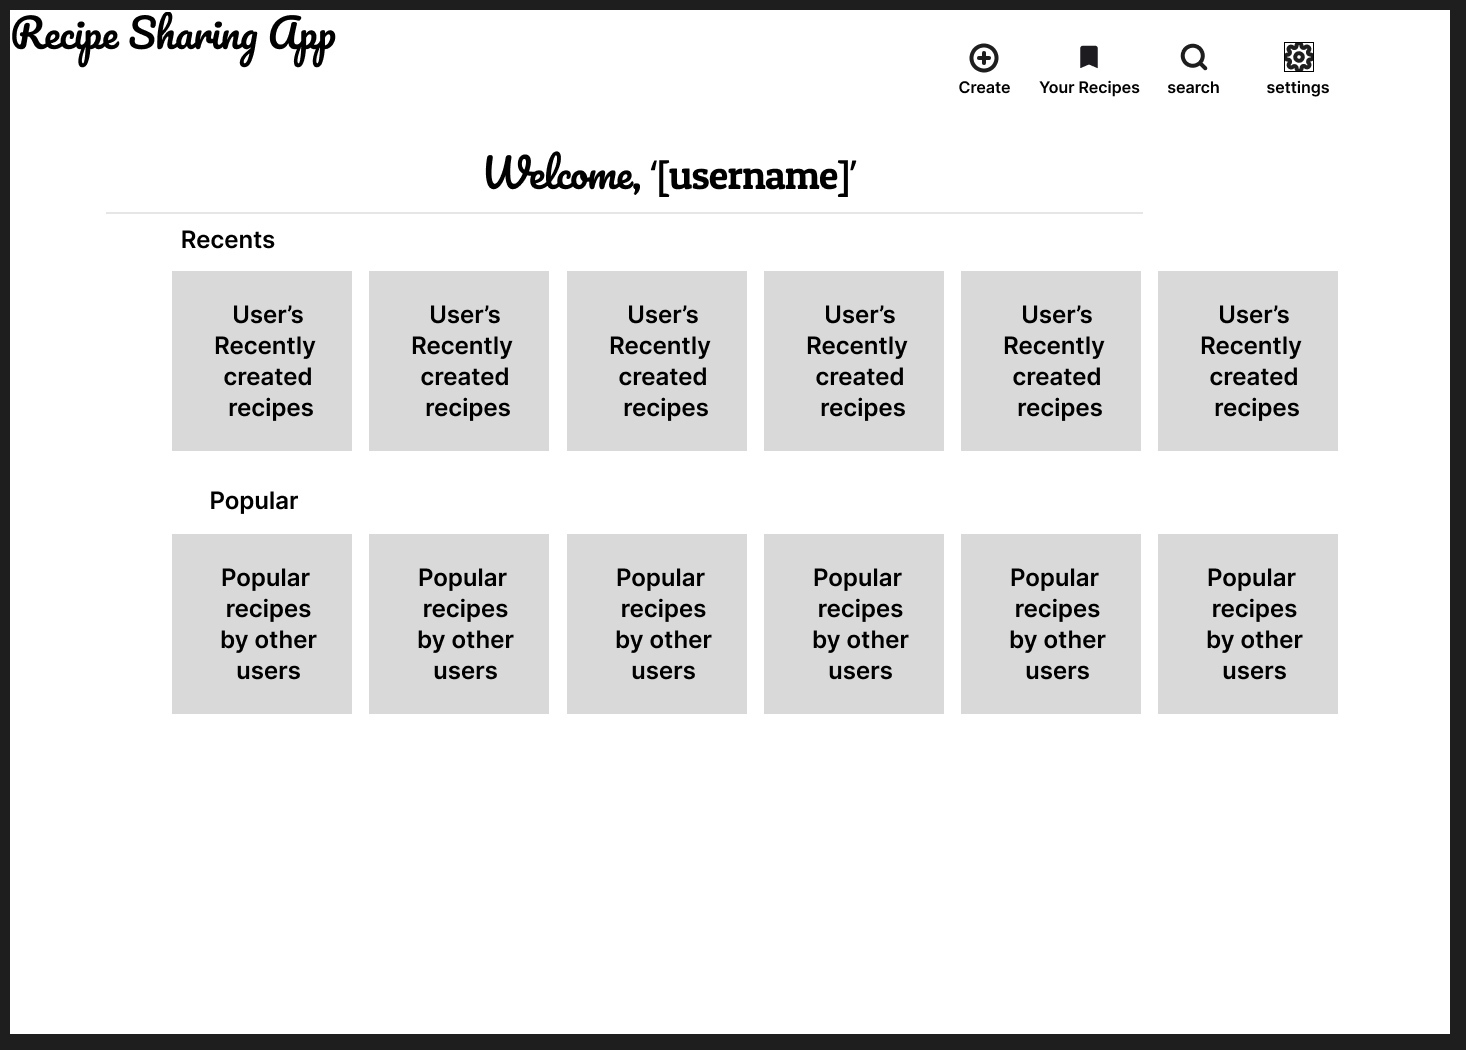 Recipe Sharing App
Create Your Recipes search settings
Welcome, ‘[username]’
Recents
User’s
Recently
created
recipes
User’s
Recently
created
recipes
User’s
Recently
created
recipes
User’s
Recently
created
recipes
User’s
Recently
created
recipes
User’s
Recently
created
recipes
Popular
Popular
recipes
by other
users
Popular
recipes
by other
users
Popular
recipes
by other
users
Popular
recipes
by other
users
Popular
recipes
by other
users
Popular
recipes
by other
users